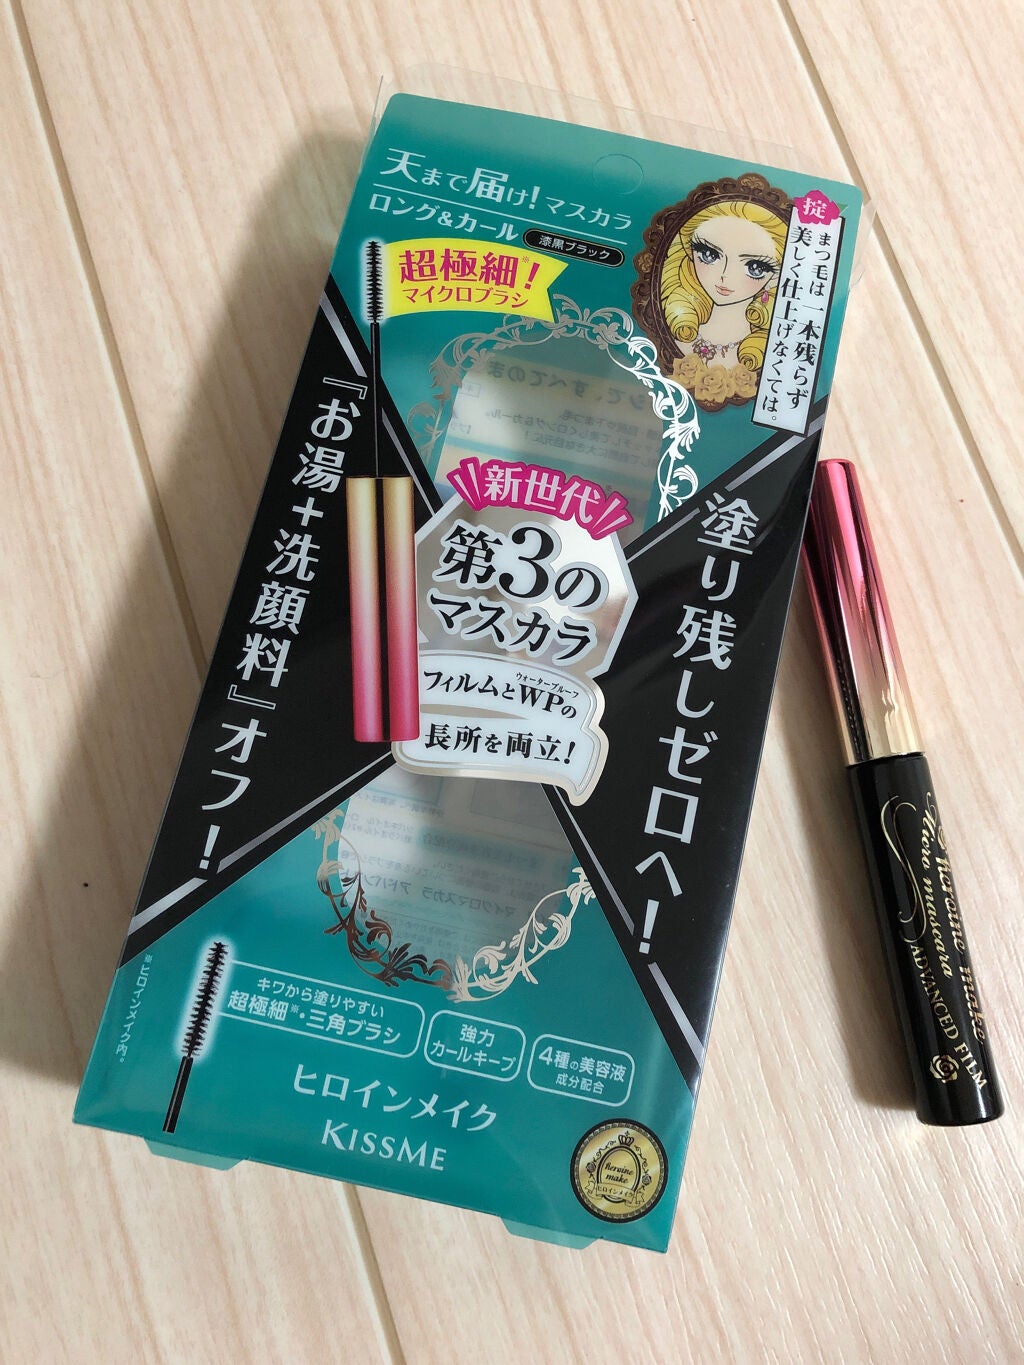 天まで届け!マスカラ
ロング&カール 漆黒ブラック
超極細※!
マイクロブラシ
掟
まつ毛は一本残らず
美しく仕上げなくては。
『お湯+洗顔料』オフ!
塗り残しゼロへ!
新世代
第3の
マスカラ
ウォータープルーフ
フィルムとWPの
長所を両立!
キワから塗りやすい
超極細※・三角ブラシ
強力
カールキープ
4種の美容液
成分配合
※ヒロインメイク内。
ヒロインメイク
KISSME
heroine
make
ヒロインメイク
Heroine make
Micro mascara
ADVANCED FILM